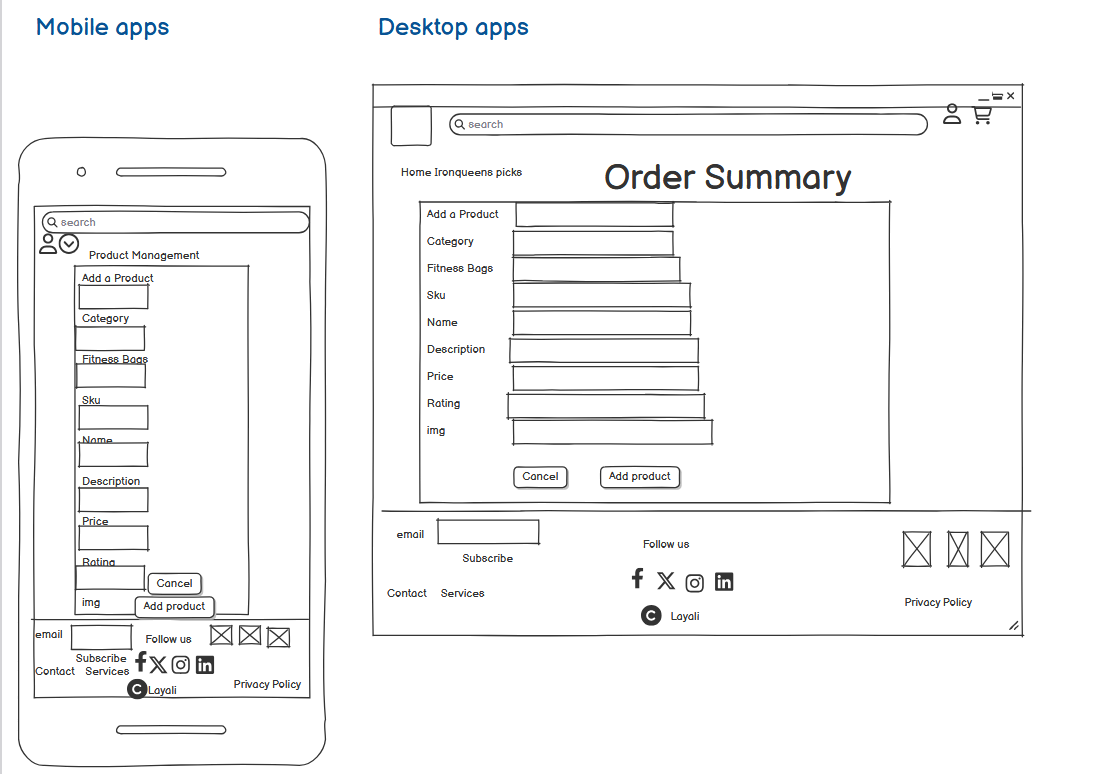 Mobile apps
search
Product Management
Add a Product
Category
Fitness Bags
Sku
Name
Description
Price
Rating
Cancel
img
Add product
email
Follow us
Subscribe
Contact Services
Layali
Privacy Policy
Desktop apps
search
Home Ironqueens picks
Order Summary
Add a Product
Category
Fitness Bags
Sku
Name
Description
Price
Rating
img
Cancel Add product
email
Subscribe
Follow us
Contact Services
C Layali
Privacy Policy